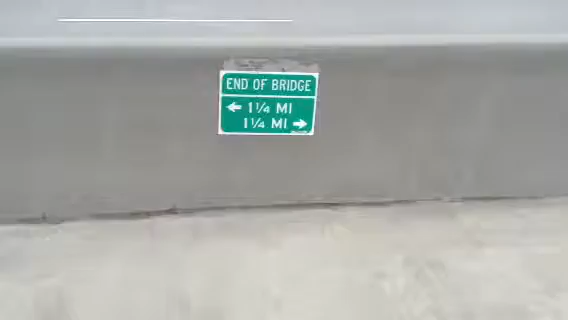 END OF BRIDGE
← 1¼ MI
1¼ MI →